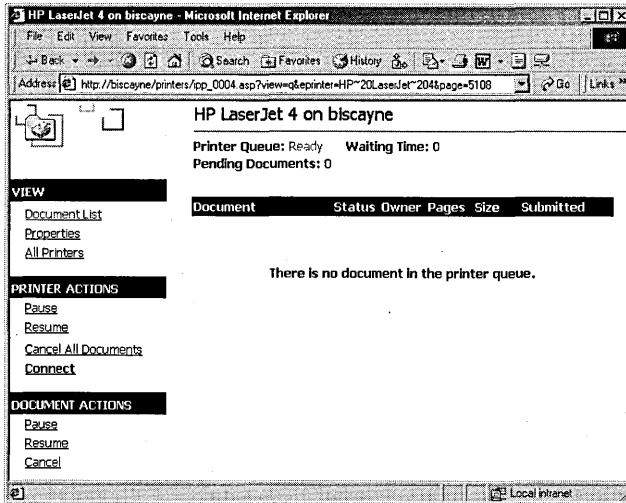 HP LaserJet 4 on biscayne - Microsoft Internet Explorer
File Edit View Favorites Tools Help
Back Search Favorites History
Address http://biscayne/printers/ipp_0004.asp?view=q&eprinter=HP~20LaserJet~204&page=5108 Go Links »
HP LaserJet 4 on biscayne
Printer Queue: Ready Waiting Time: 0
Pending Documents: 0
VIEW
Document List
Properties
All Printers
Document Status Owner Pages Size Submitted
There is no document in the printer queue.
PRINTER ACTIONS
Pause
Resume
Cancel All Documents
Connect
DOCUMENT ACTIONS
Pause
Resume
Cancel
Local intranet